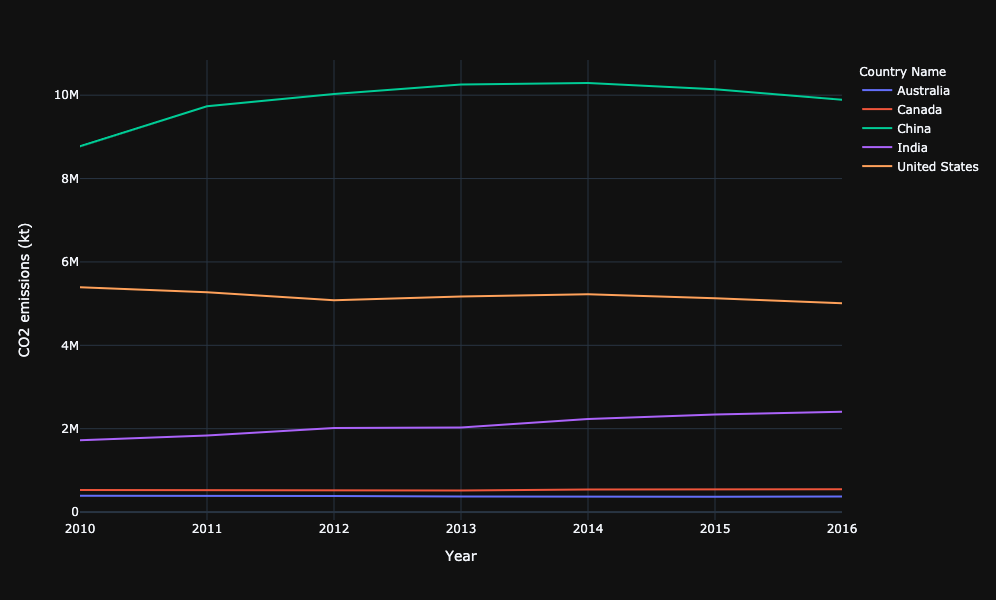 Country Name
Australia
Canada
China
India
United States
10M
8M
6M
4M
2M
0
CO2 emissions (kt)
2010 2011 2012 2013 2014 2015 2016
Year